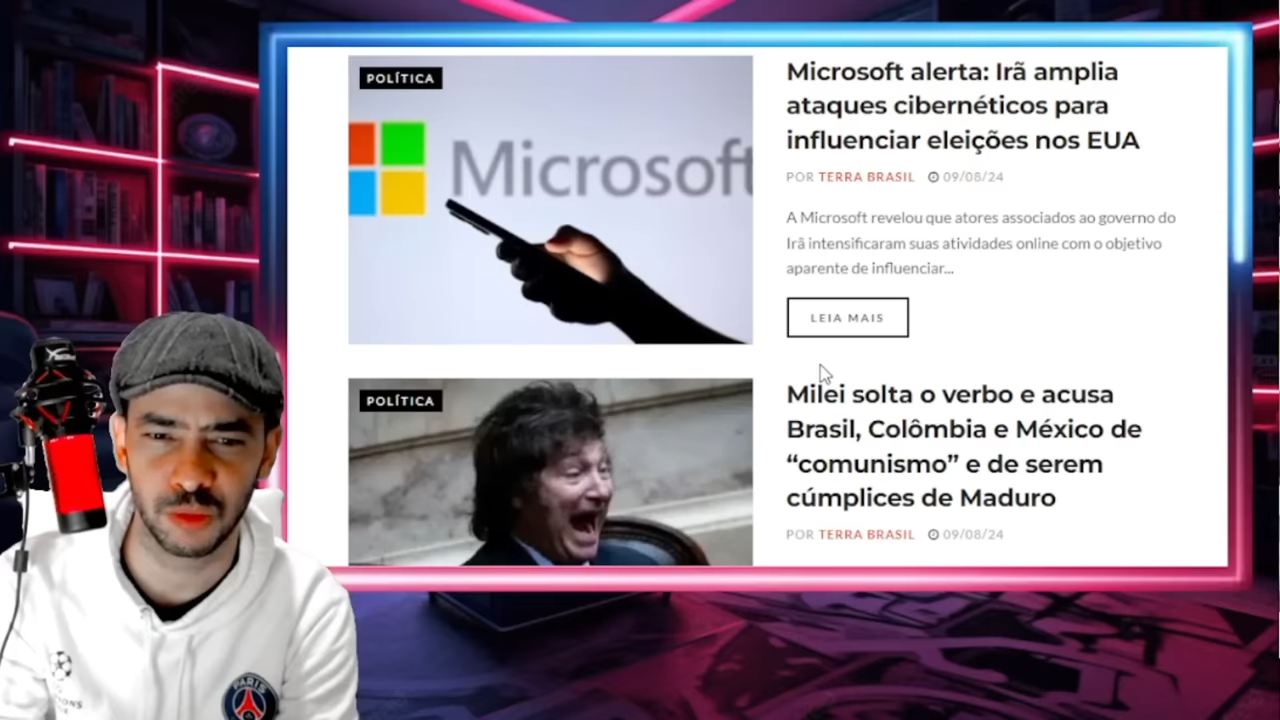 POLÍTICA
Microsoft
Microsoft alerta: Irã amplia
ataques cibernéticos para
influenciar eleições nos EUA
POR TERRA BRASIL 09/08/24
A Microsoft revelou que atores associados ao governo do
Irã intensificaram suas atividades online com o objetivo
aparente de influenciar...
LEIA MAIS
POLÍTICA
Milei solta o verbo e acusa
Brasil, Colômbia e México de
“comunismo” e de serem
cúmplices de Maduro
POR TERRA BRASIL 09/08/24
PARIS